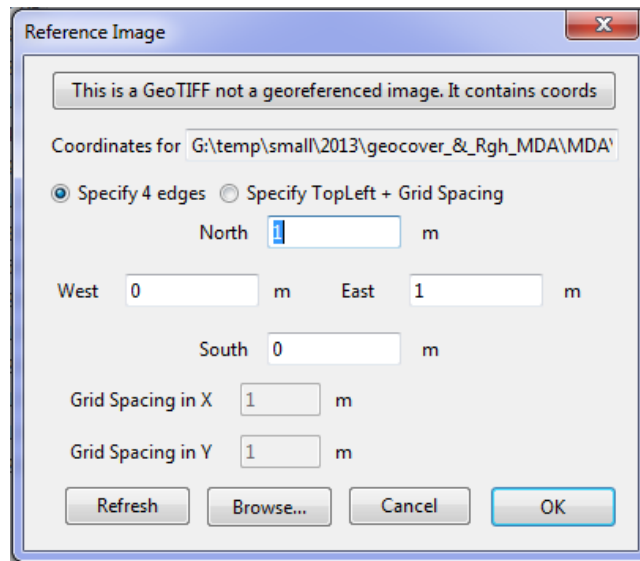 Reference Image
This is a GeoTIFF not a georeferenced image. It contains coords
Coordinates for G:\temp\small\2013\geocover_&_Rgh_MDA\MDA\
Specify 4 edges Specify TopLeft + Grid Spacing
North 1 m
West 0 m East 1 m
South 0 m
Grid Spacing in X 1 m
Grid Spacing in Y 1 m
Refresh Browse... Cancel OK